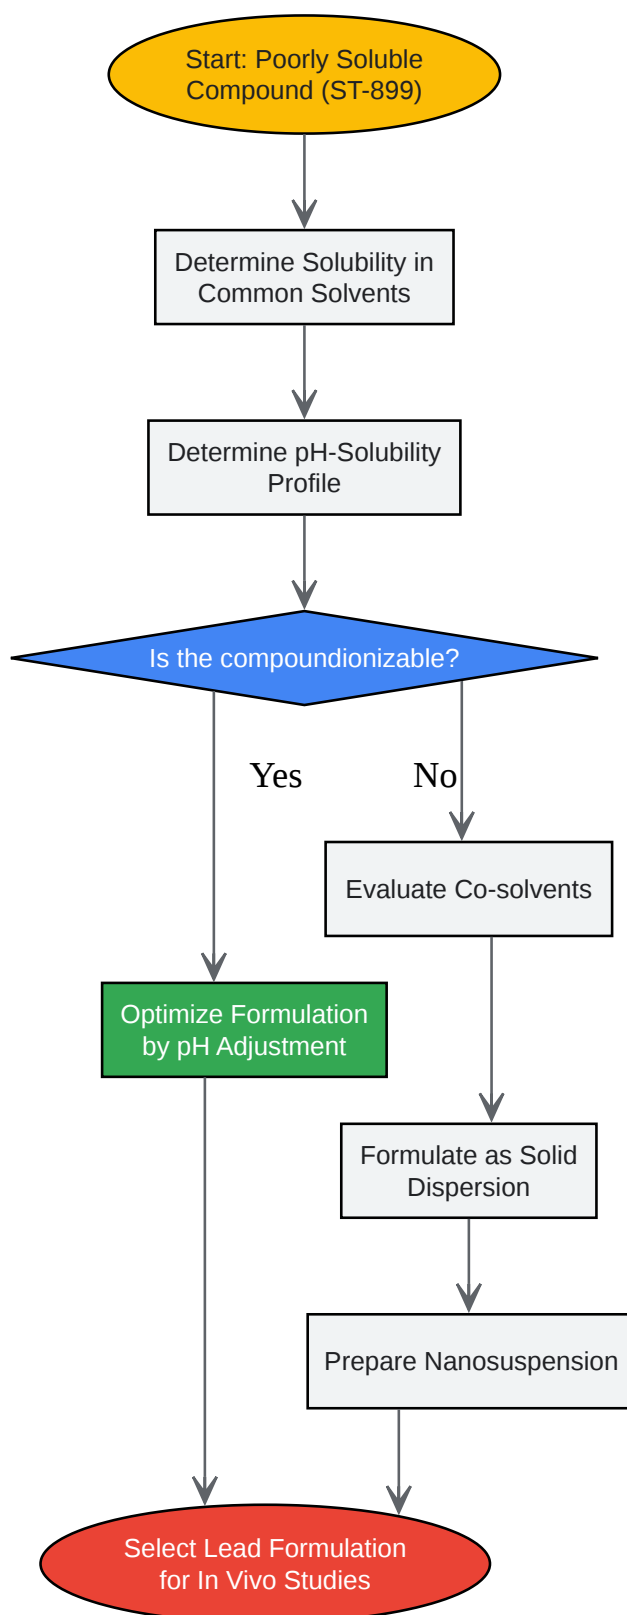 Start: Poorly Soluble
Compound (ST-899)
Determine Solubility in
Common Solvents
Determine pH-Solubility
Profile
Is the compoundionizable?
Yes
No
Evaluate Co-solvents
Optimize Formulation
by pH Adjustment
Formulate as Solid
Dispersion
Prepare Nanosuspension
Select Lead Formulation
for In Vivo Studies